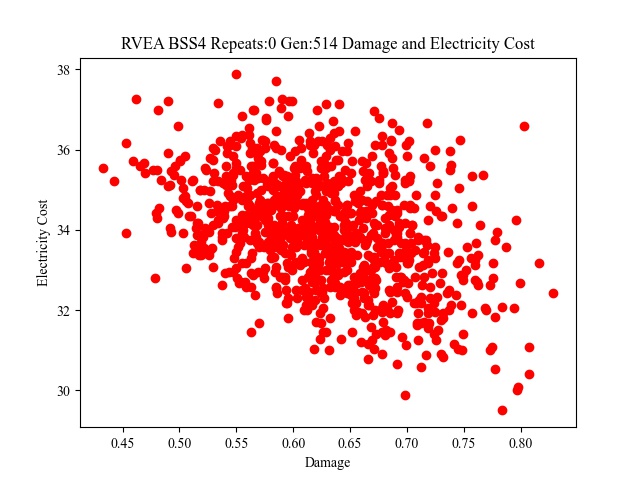 RVEA BSS4 Repeats:0 Gen:514 Damage and Electricity Cost
38
36
34
32
30
Electricity Cost
0.45 0.50 0.55 0.60 0.65 0.70 0.75 0.80
Damage